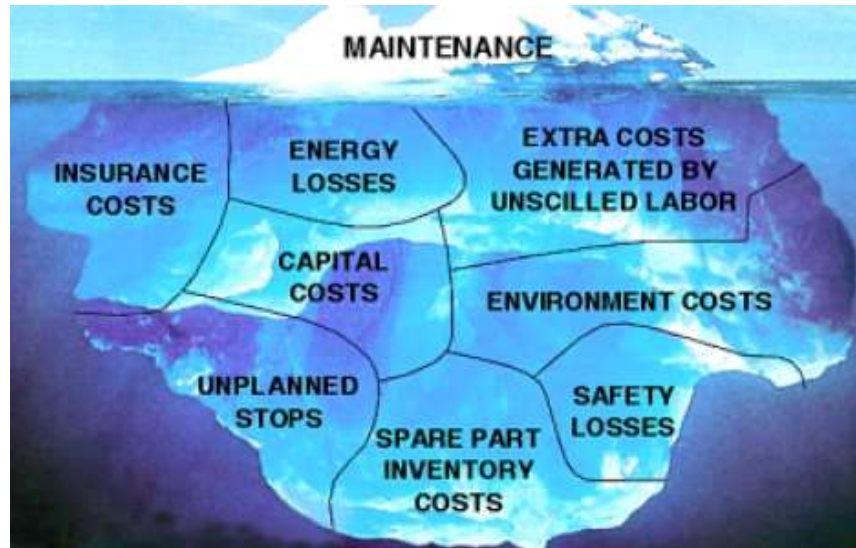 MAINTENANCE
INSURANCE
COSTS
ENERGY
LOSSES
EXTRA COSTS
GENERATED BY
UNSCILLED LABOR
CAPITAL
COSTS
ENVIRONMENT COSTS
UNPLANNED
STOPS
SPARE PART
INVENTORY
COSTS
SAFETY
LOSSES